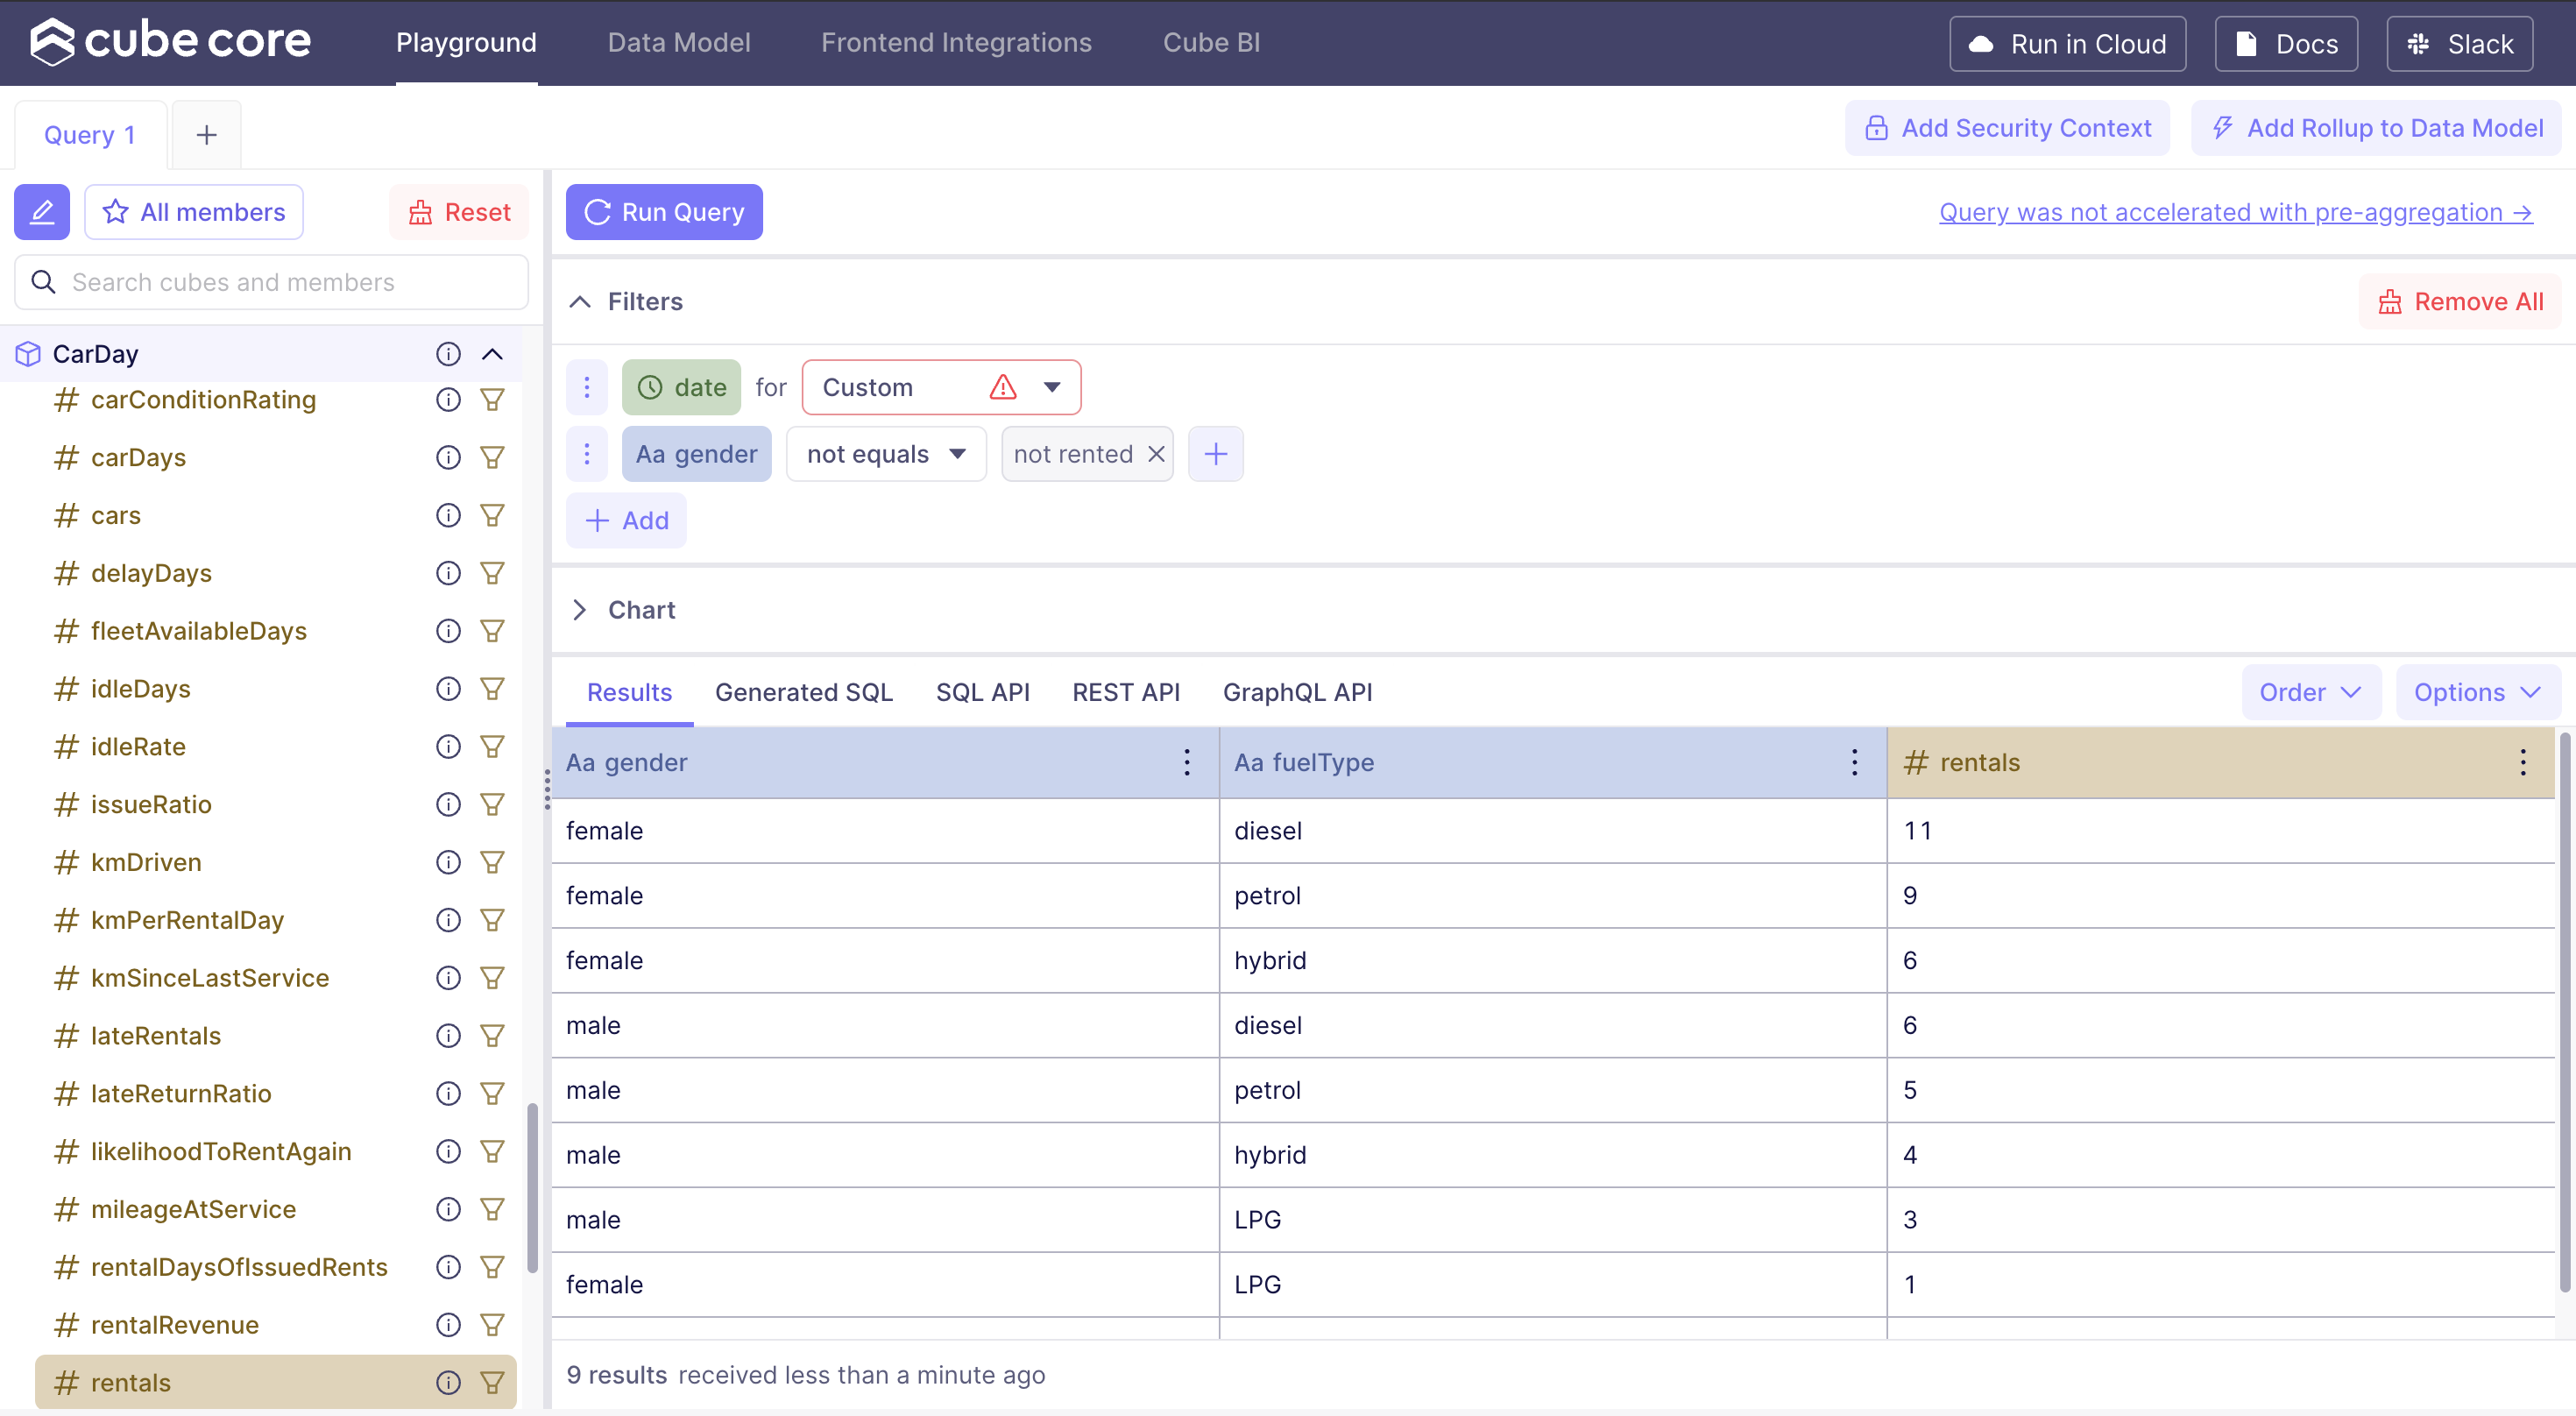 cube core
Playground
Data Model
Frontend Integrations
Cube BI
Run in Cloud
Docs
Slack
Query 1
Add Security Context
Add Rollup to Data Model
All members
Reset
Run Query
Query was not accelerated with pre-aggregation →
Search cubes and members
Filters
Remove All
CarDay
date for Custom
# carConditionRating
Aa gender not equals not rented
# carDays
# cars
+ Add
# delayDays
Chart
# fleetAvailableDays
# idleDays
Results Generated SQL SQL API REST API GraphQL API
Order
Options
# idleRate
Aa gender Aa fuelType # rentals
# issueRatio
female diesel 11
# kmDriven
female petrol 9
# kmPerRentalDay
female hybrid 6
# kmSinceLastService
male diesel 6
# lateRentals
male petrol 5
# lateReturnRatio
male hybrid 4
# likelihoodToRentAgain
male LPG 3
# mileageAtService
female LPG 1
# rentalDaysOfIssuedRents
# rentalRevenue
# rentals
9 results received less than a minute ago